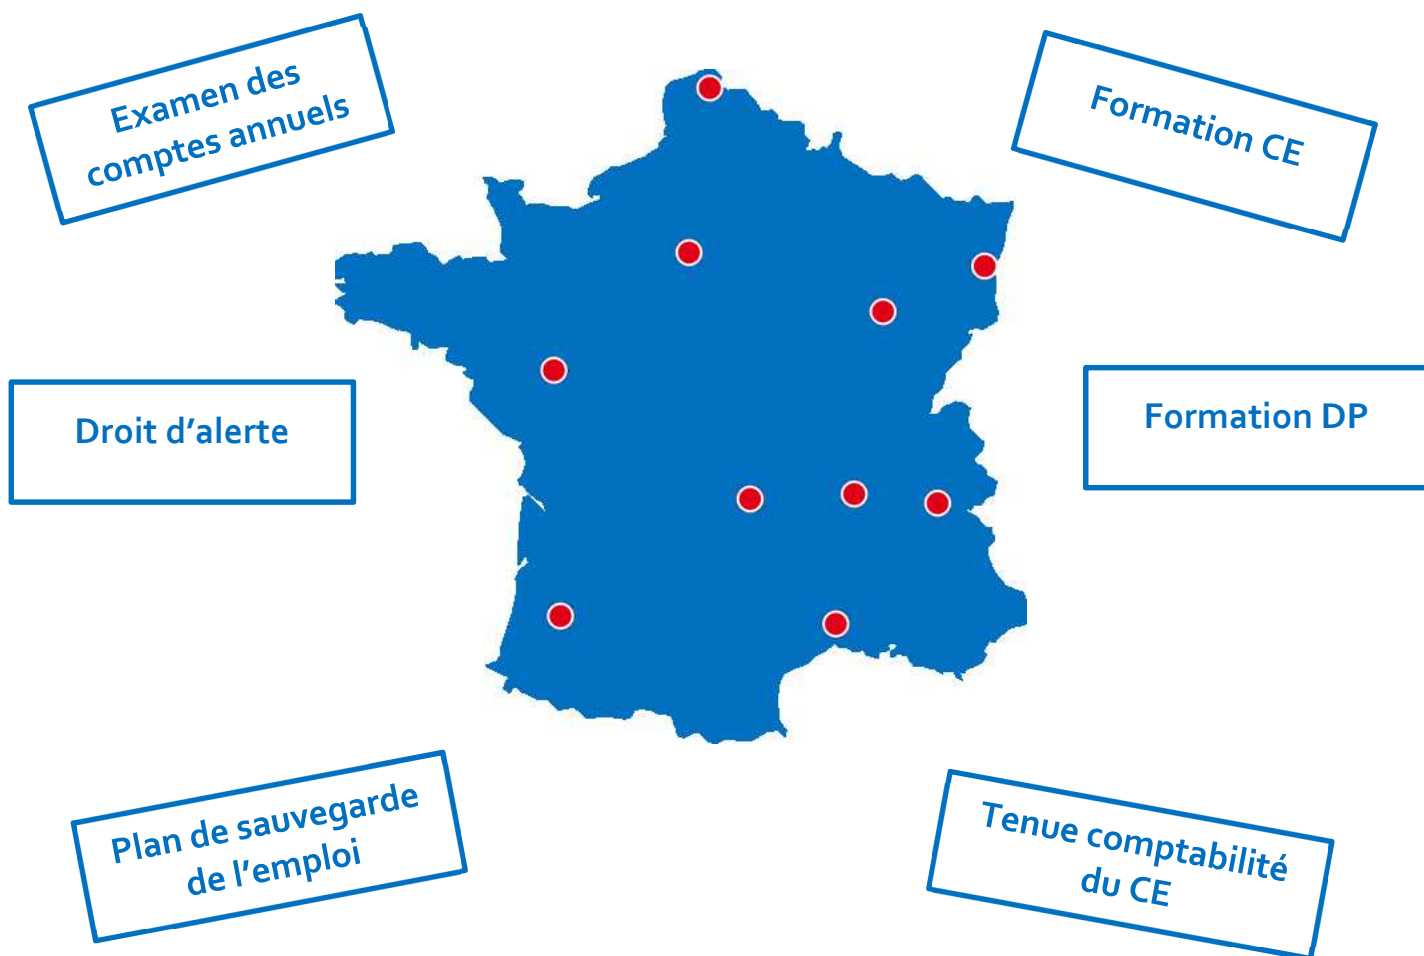 Examen des
comptes annuels
Formation CE
Droit d’alerte
Formation DP
Plan de sauvegarde
de l’emploi
Tenue comptabilité
du CE